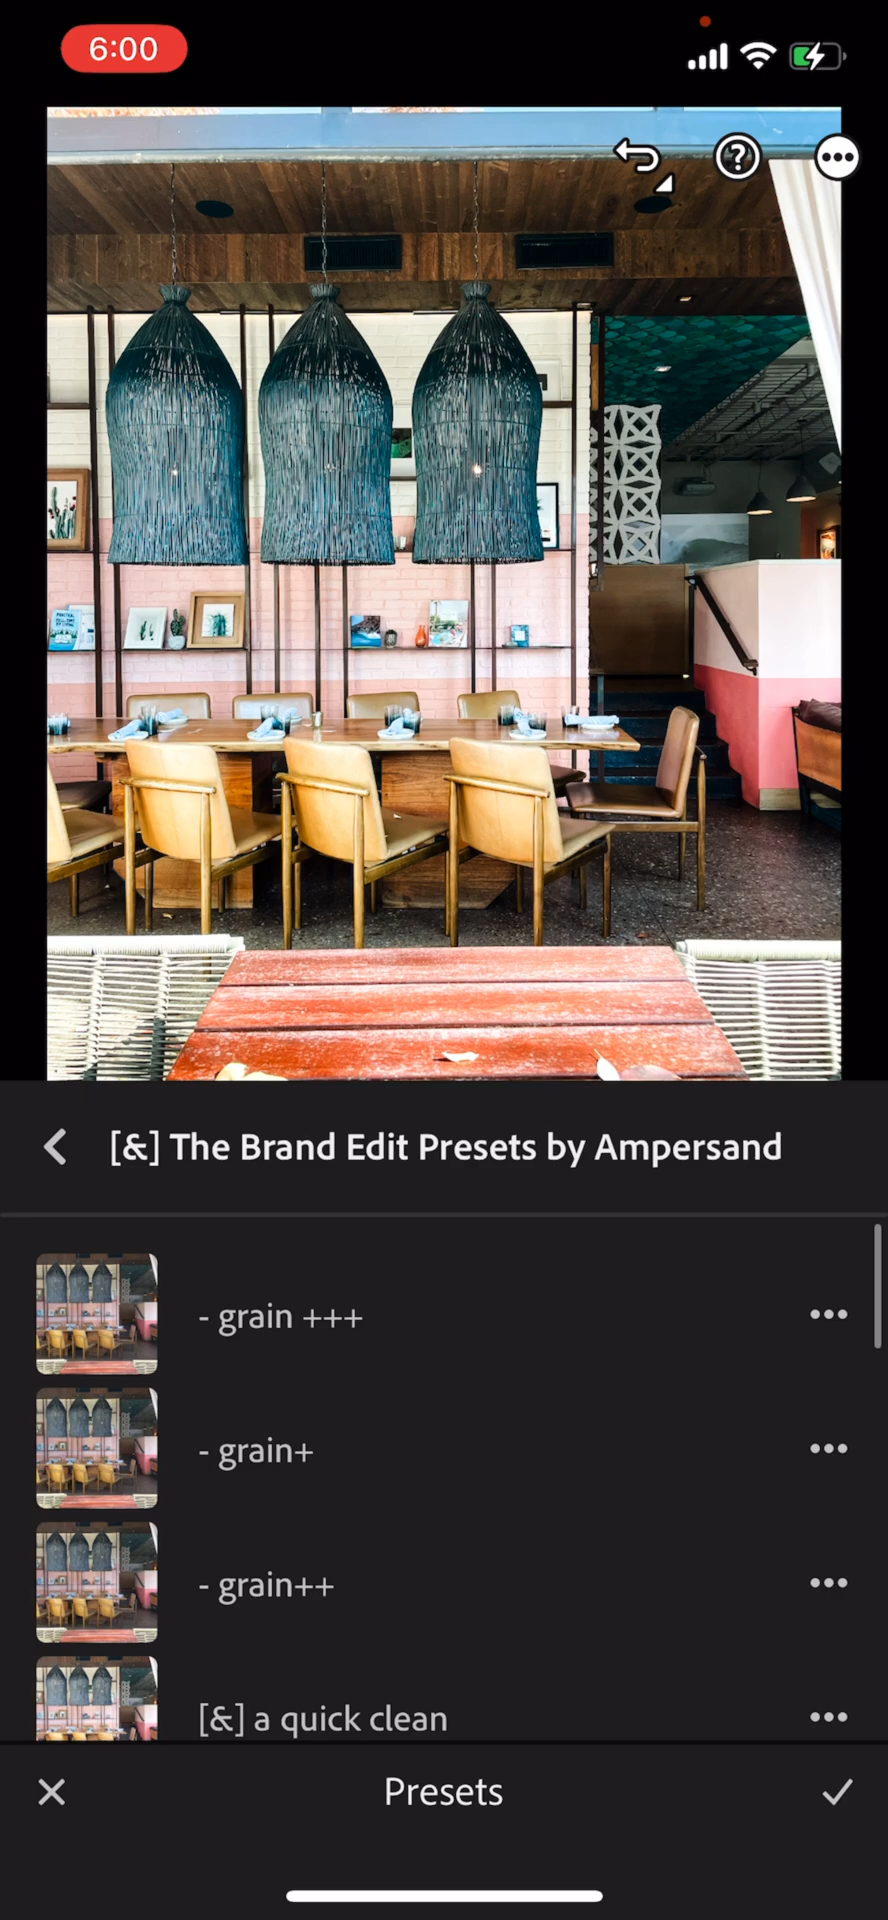 6:00
[&] The Brand Edit Presets by Ampersand
- grain +++
- grain+
- grain++
[&] a quick clean
Presets